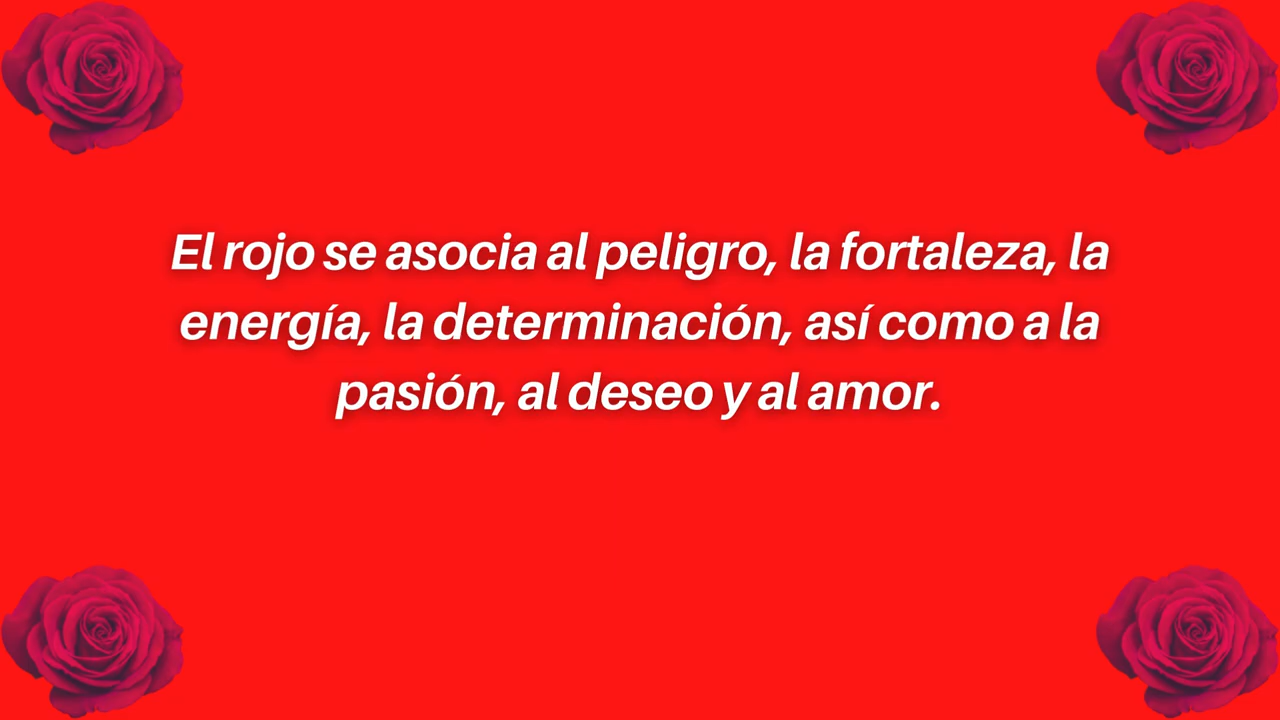 El rojo se asocia al peligro, la fortaleza, la
energía, la determinación, así como a la
pasión, al deseo y al amor.